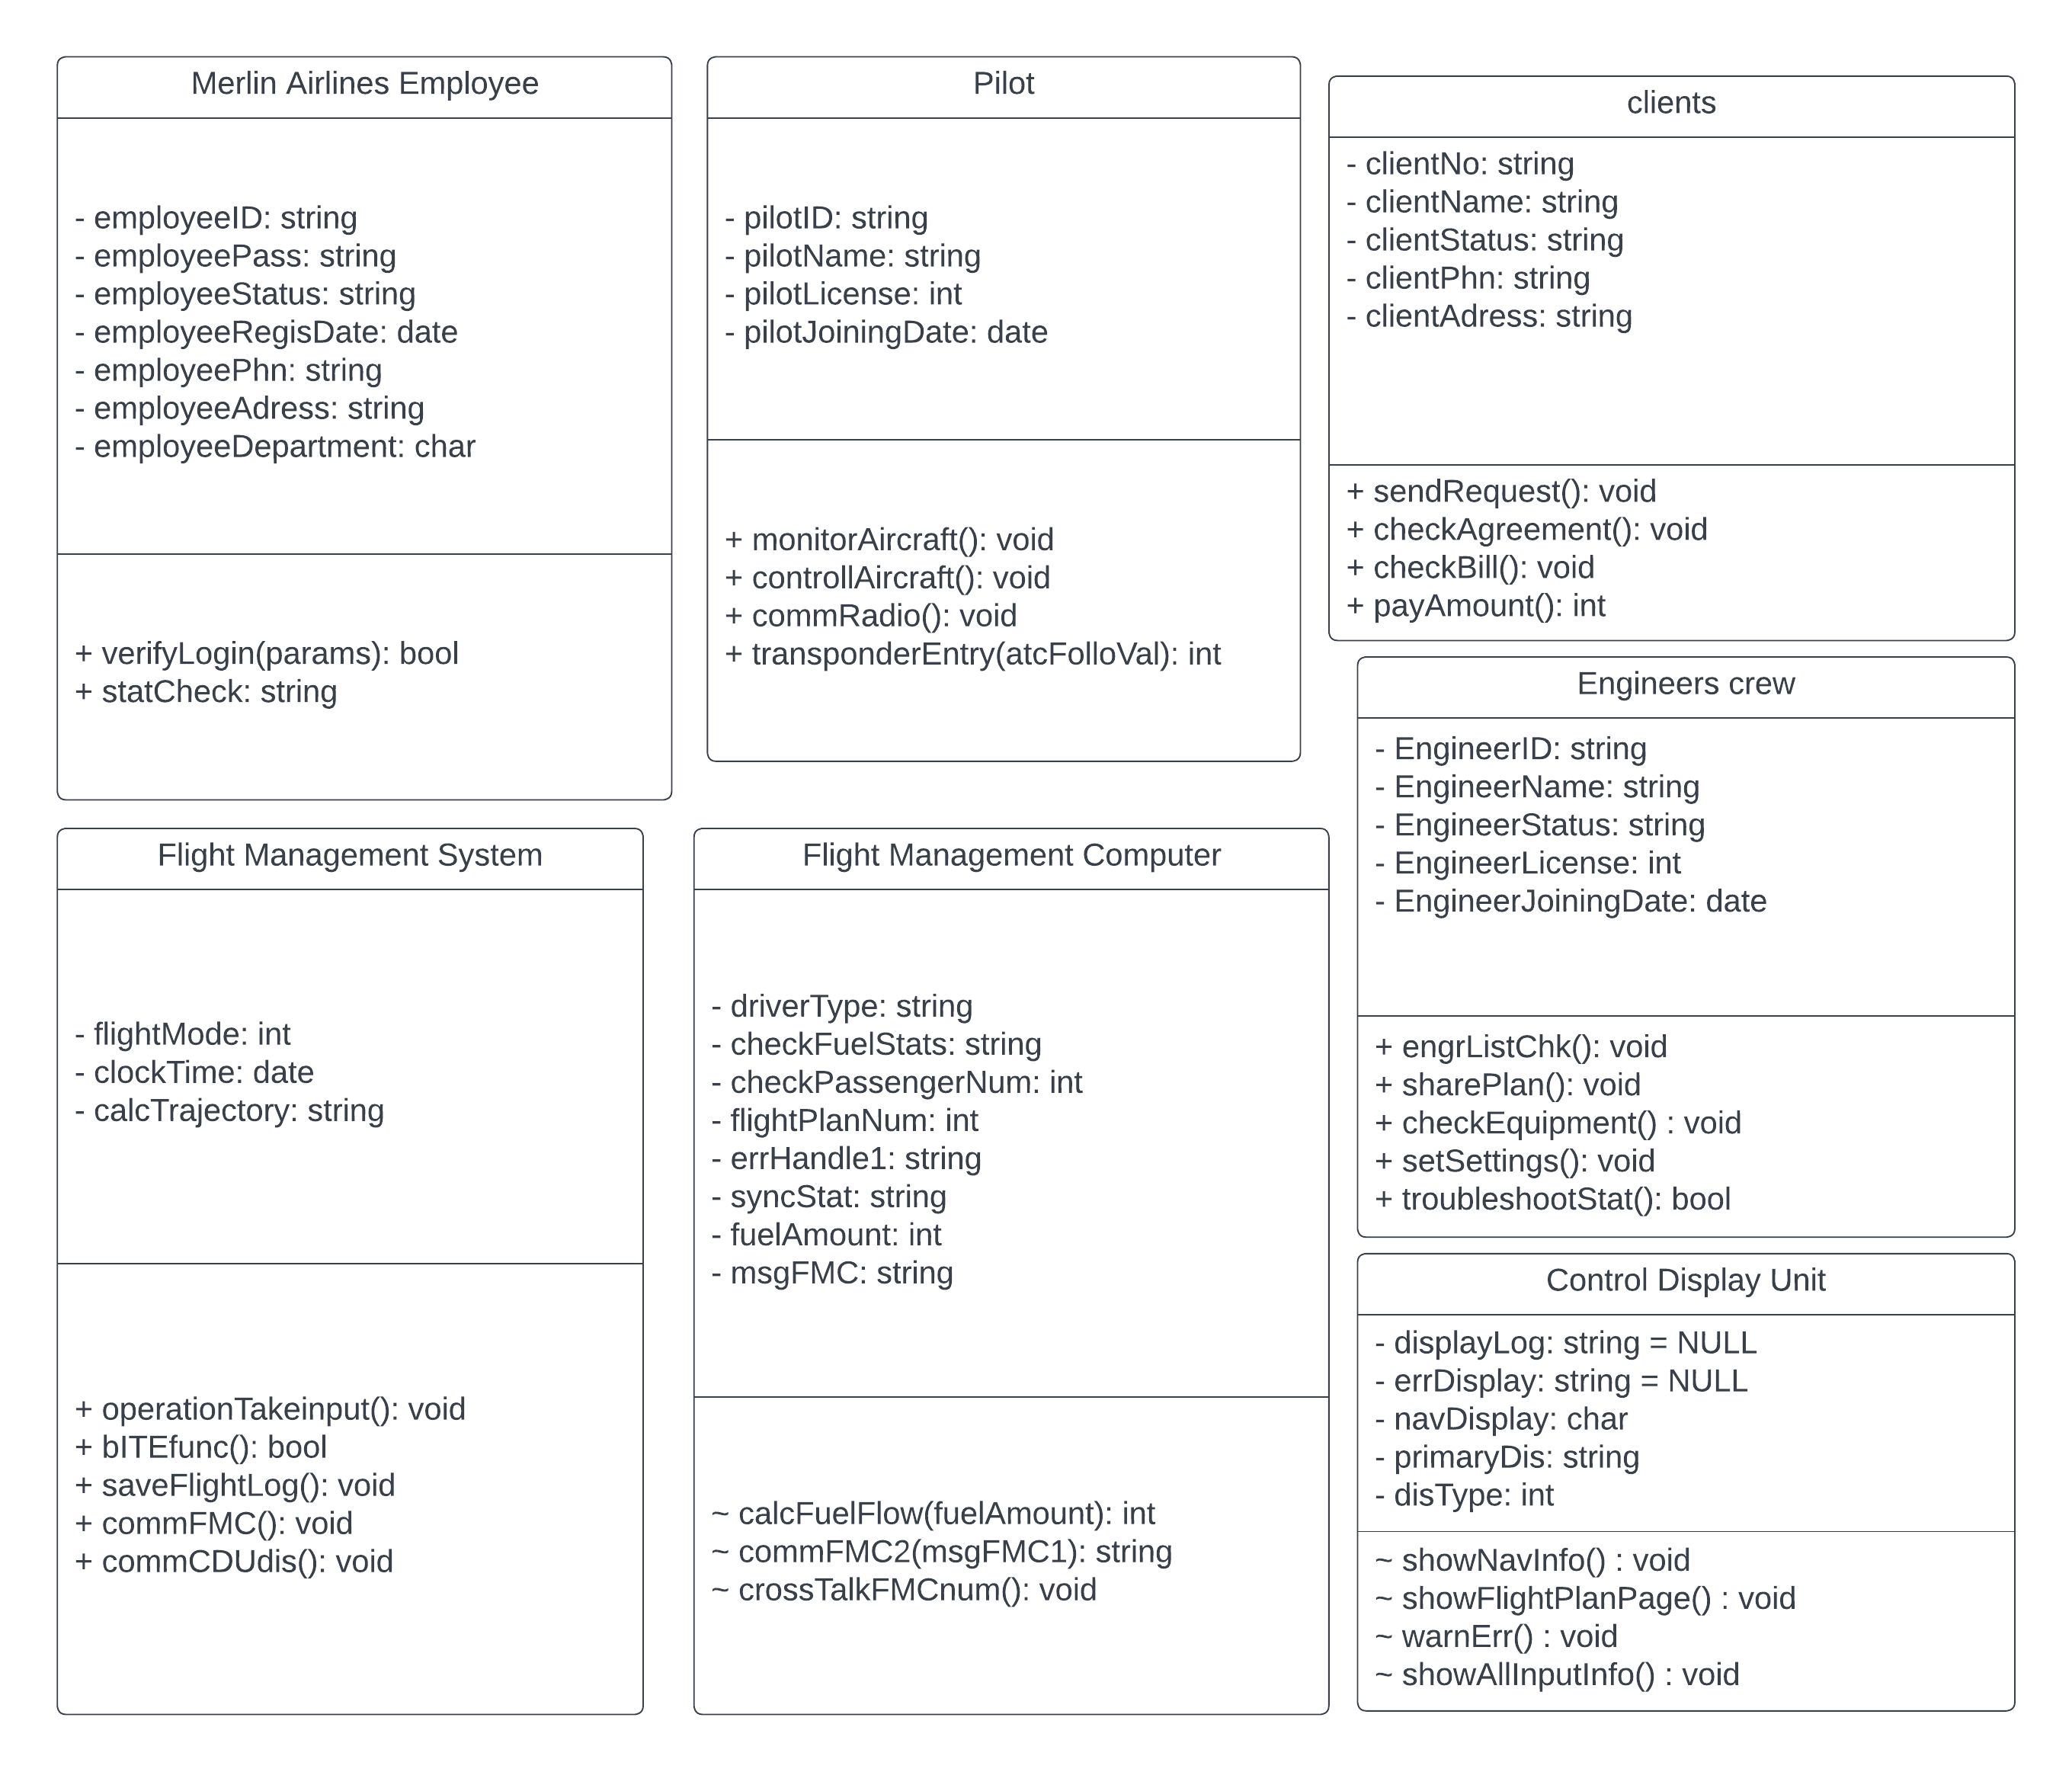 Merlin Airlines Employee
- employeeID: string
- employeePass: string
- employeeStatus: string
- employeeRegisDate: date
- employeePhn: string
- employeeAdress: string
- employeeDepartment: char
+ verifyLogin(params): bool
+ statCheck: string
Pilot
- pilotID: string
- pilotName: string
- pilotLicense: int
- pilotJoiningDate: date
+ monitorAircraft(): void
+ controllAircraft(): void
+ commRadio(): void
+ transponderEntry(atcFolloVal): int
clients
- clientNo: string
- clientName: string
- clientStatus: string
- clientPhn: string
- clientAdress: string
+ sendRequest(): void
+ checkAgreement(): void
+ checkBill(): void
+ payAmount(): int
Engineers crew
- EngineerID: string
- EngineerName: string
- EngineerStatus: string
- EngineerLicense: int
- EngineerJoiningDate: date
+ engrListChk(): void
+ sharePlan(): void
+ checkEquipment() : void
+ setSettings(): void
+ troubleshootStat(): bool
Flight Management System
- flightMode: int
- clockTime: date
- calcTrajectory: string
+ operationTakeinput(): void
+ bITEfunc(): bool
+ saveFlightLog(): void
+ commFMC(): void
+ commCDUdis(): void
Flight Management Computer
- driverType: string
- checkFuelStats: string
- checkPassengerNum: int
- flightPlanNum: int
- errHandle1: string
- syncStat: string
- fuelAmount: int
- msgFMC: string
~ calcFuelFlow(fuelAmount): int
~ commFMC2(msgFMC1): string
~ crossTalkFMCnum(): void
Control Display Unit
- displayLog: string = NULL
- errDisplay: string = NULL
- navDisplay: char
- primaryDis: string
- disType: int
~ showNavInfo() : void
~ showFlightPlanPage() : void
~ warnErr() : void
~ showAllInputInfo() : void